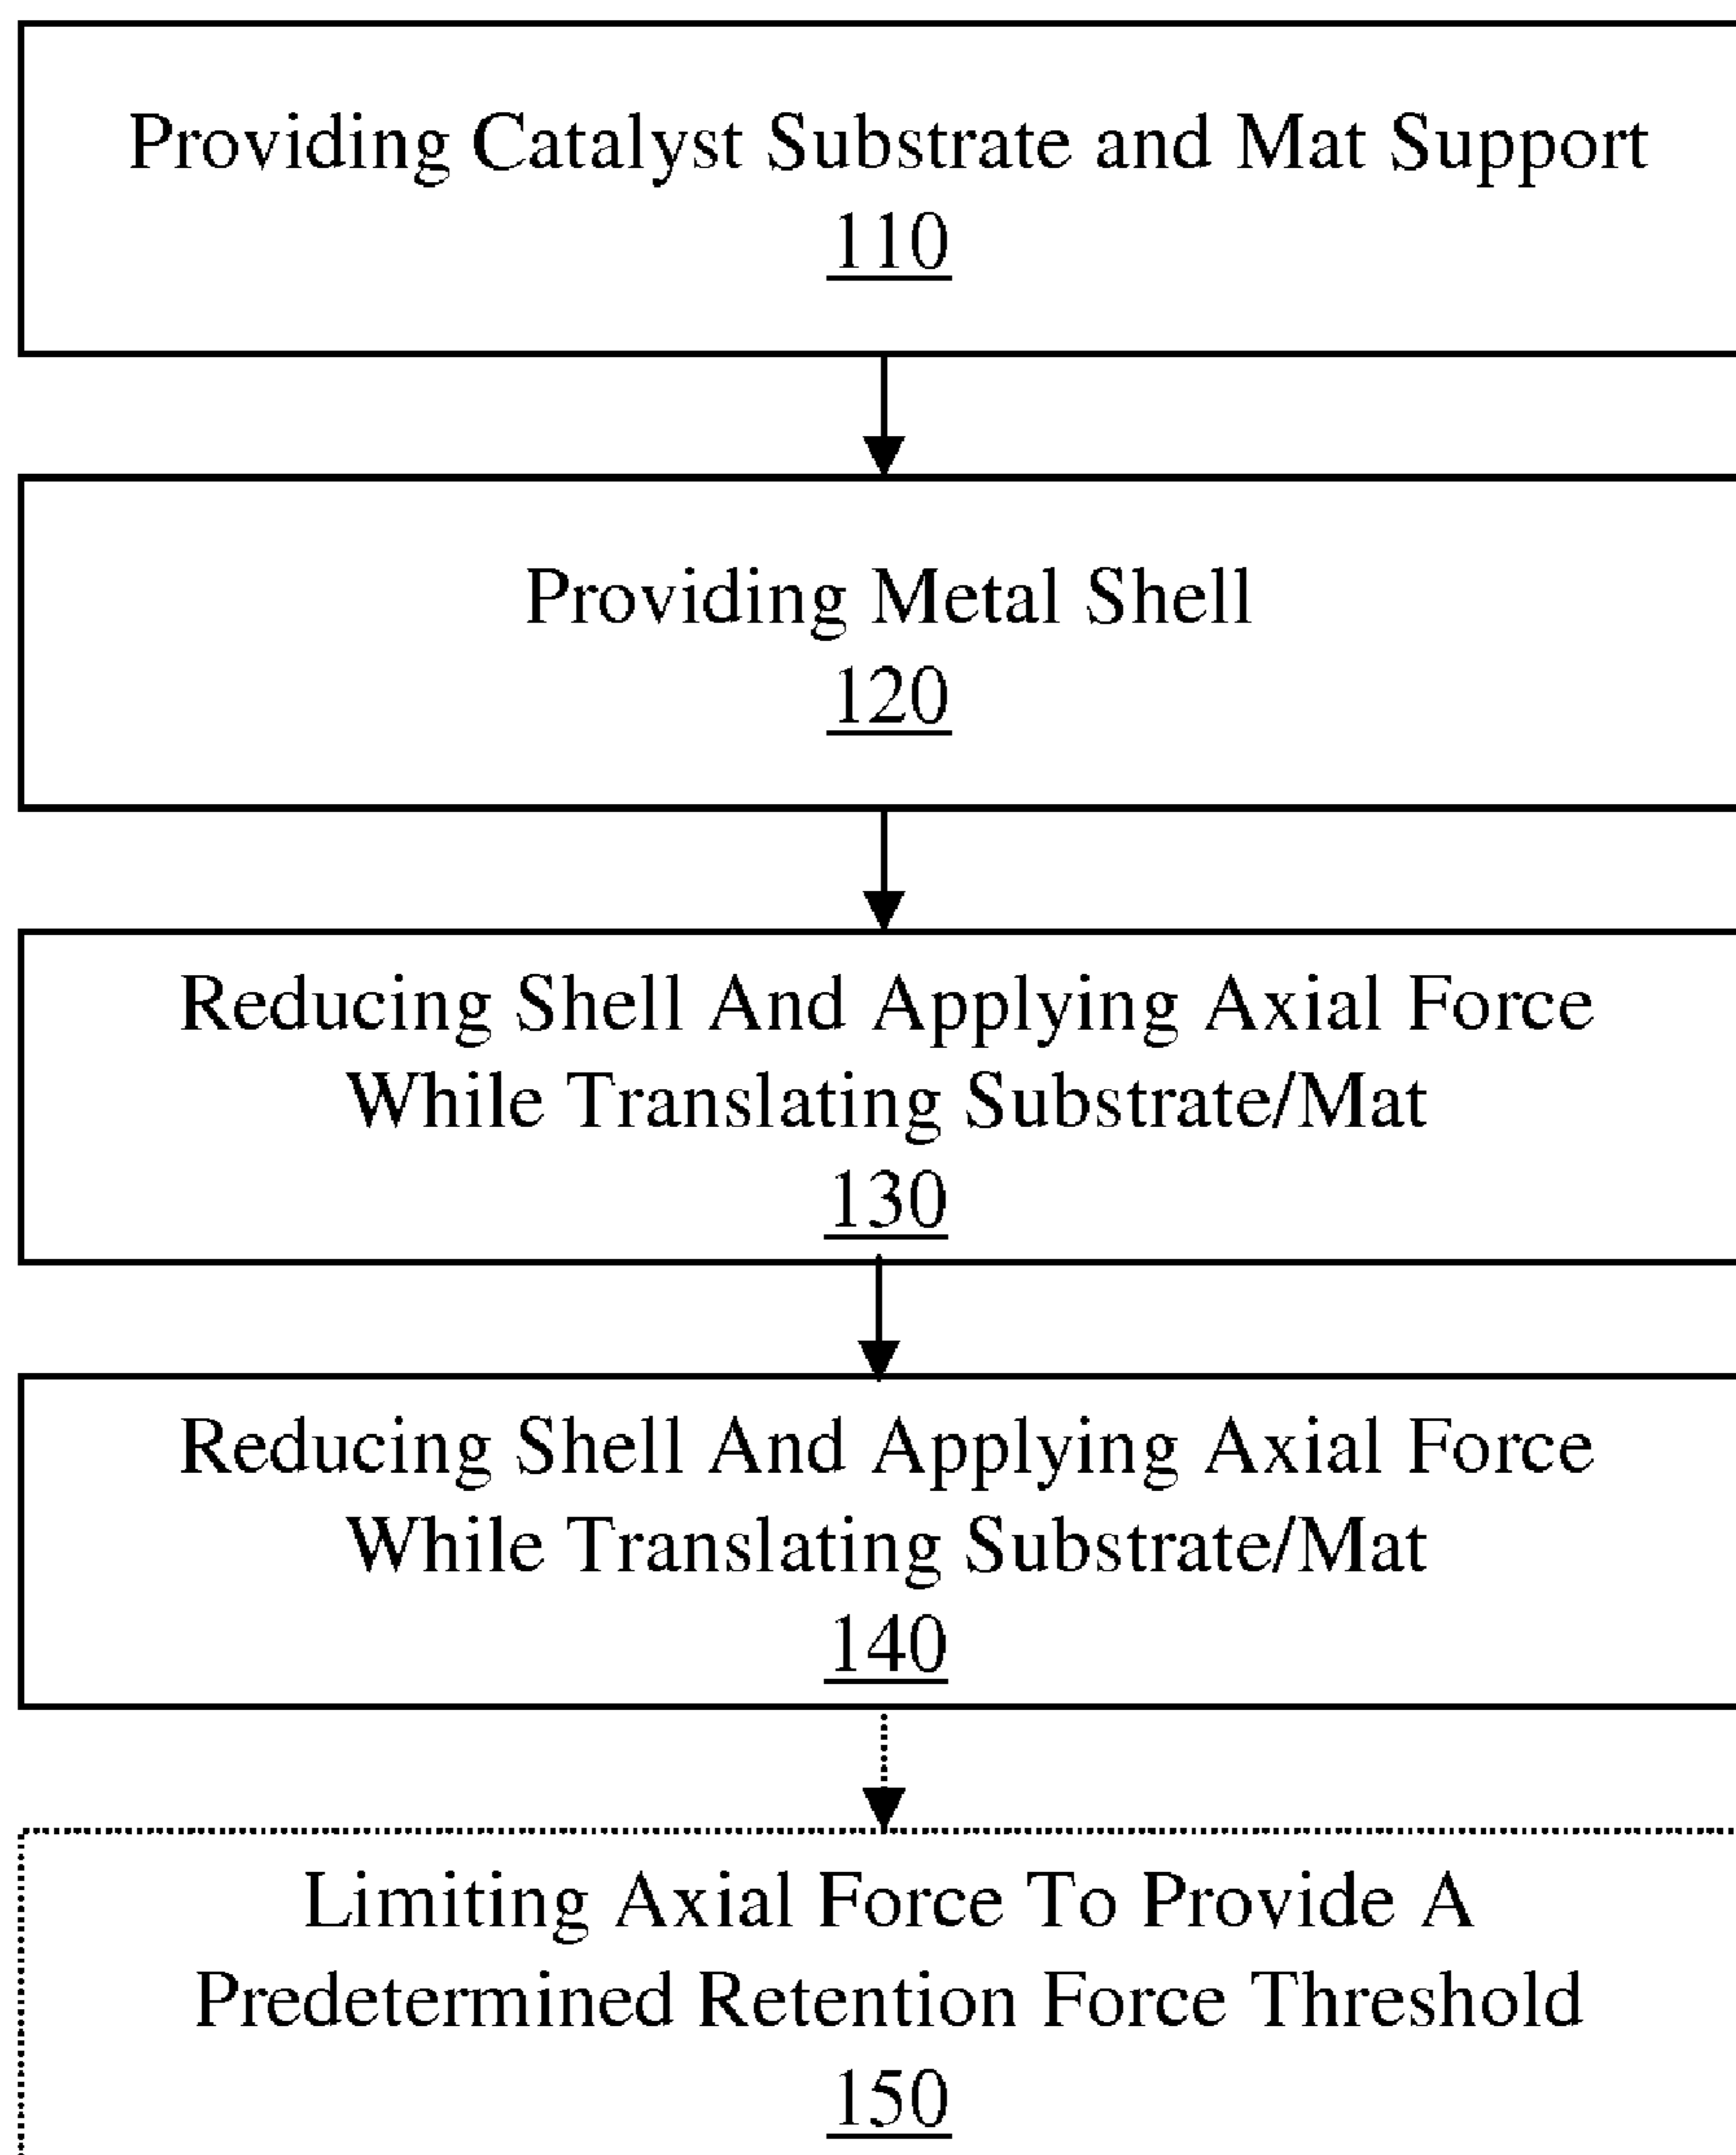 Providing Catalyst Substrate and Mat Support
110
Providing Metal Shell
120
Reducing Shell And Applying Axial Force
While Translating Substrate/Mat
130
Reducing Shell And Applying Axial Force
While Translating Substrate/Mat
140
Limiting Axial Force To Provide A
Predetermined Retention Force Threshold
150